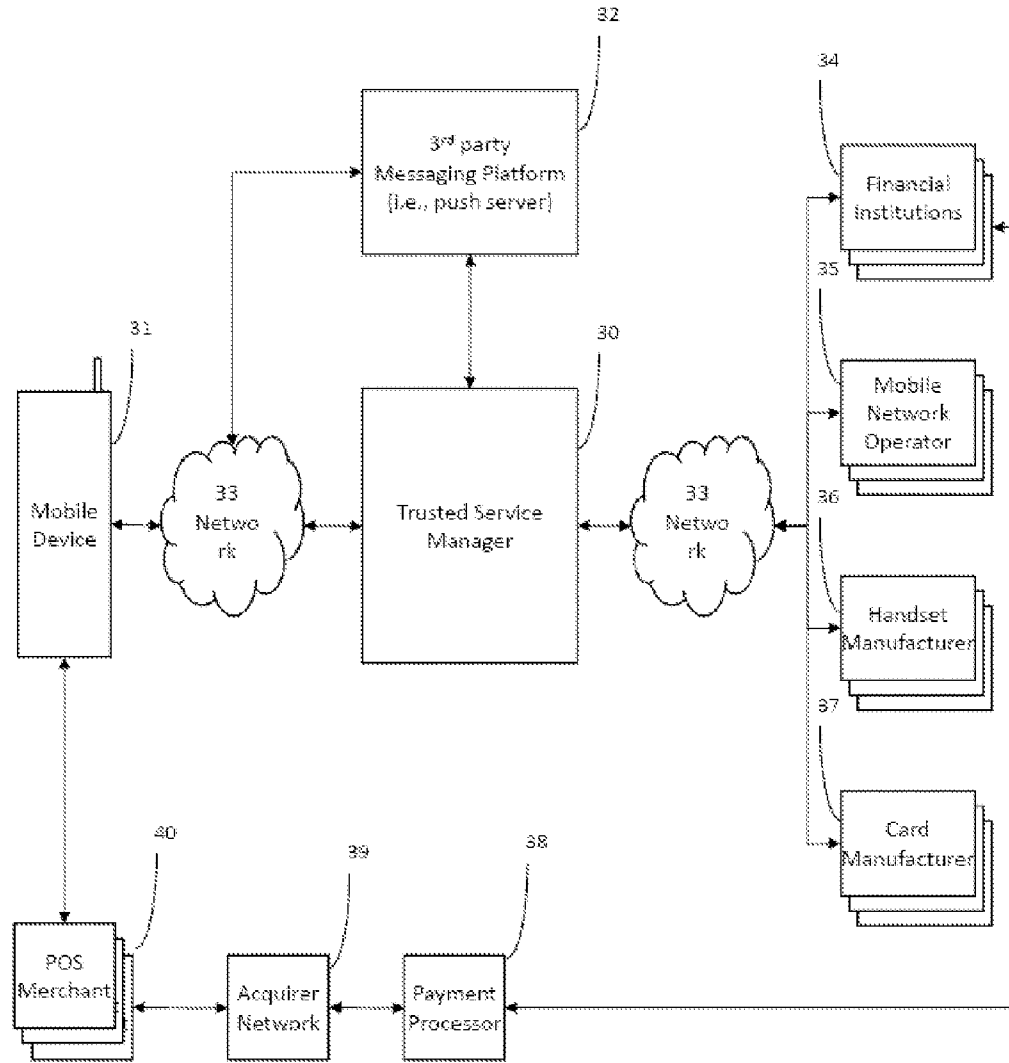 32
34
3rd party
Messaging Platform
(i.e., push server)
Financial
Institutions
35
31
30
Mobile
Network
Operator
33
Netwo
rk
Mobile
Device
Trusted Service
Manager
33
Netwo
rk
36
Handset
Manufacturer
37
Card
Manufacturer
40
39
38
POS
Merchant
Acquirer
Network
Payment
Processor